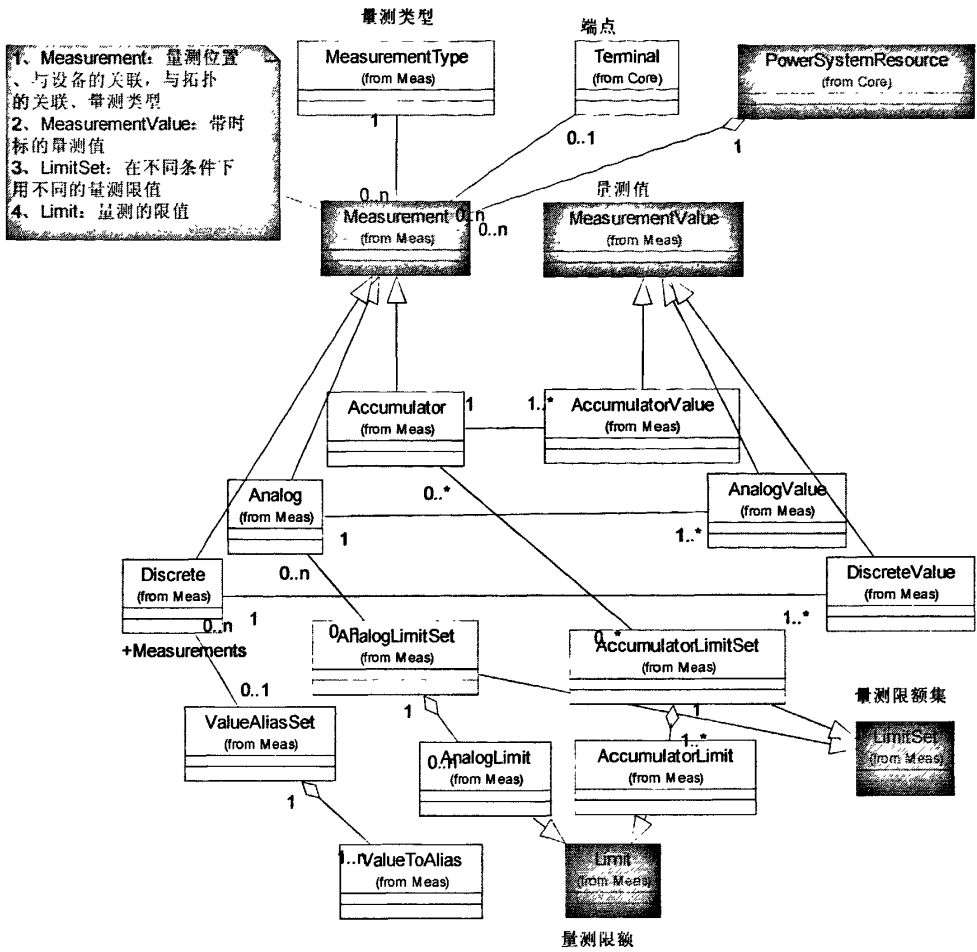 量测类型
端点
1、Measurement：量测位置
、与设备的关联，与拓扑
的关联、量测类型
2、MeasurementValue：带时
标的量测值
3、LimitSet：在不同条件下
用不同的量测限值
4、Limit：量测的限值
MeasurementType
(from Meas)
Terminal
(from Core)
PowerSystemResource
(from Core)
1
0..1
1
0..n
0..n
0..n
量测值
Measurement
(from Meas)
MeasurementValue
(from Meas)
Accumulator
(from Meas)
1
1..*
AccumulatorValue
(from Meas)
0..*
Analog
(from Meas)
1
1..*
AnalogValue
(from Meas)
0..n
Discrete
(from Meas)
0..n
1
1..*
DiscreteValue
(from Meas)
+Measurements
0..1
AnalogLimitSet
(from Meas)
0..*
AccumulatorLimitSet
(from Meas)
1
1
量测限额集
ValueAliasSet
(from Meas)
1
0..n
AnalogLimit
(from Meas)
1..*
AccumulatorLimit
(from Meas)
LimitSet
(from Meas)
1..n
ValueToAlias
(from Meas)
Limit
(from Meas)
量测限额